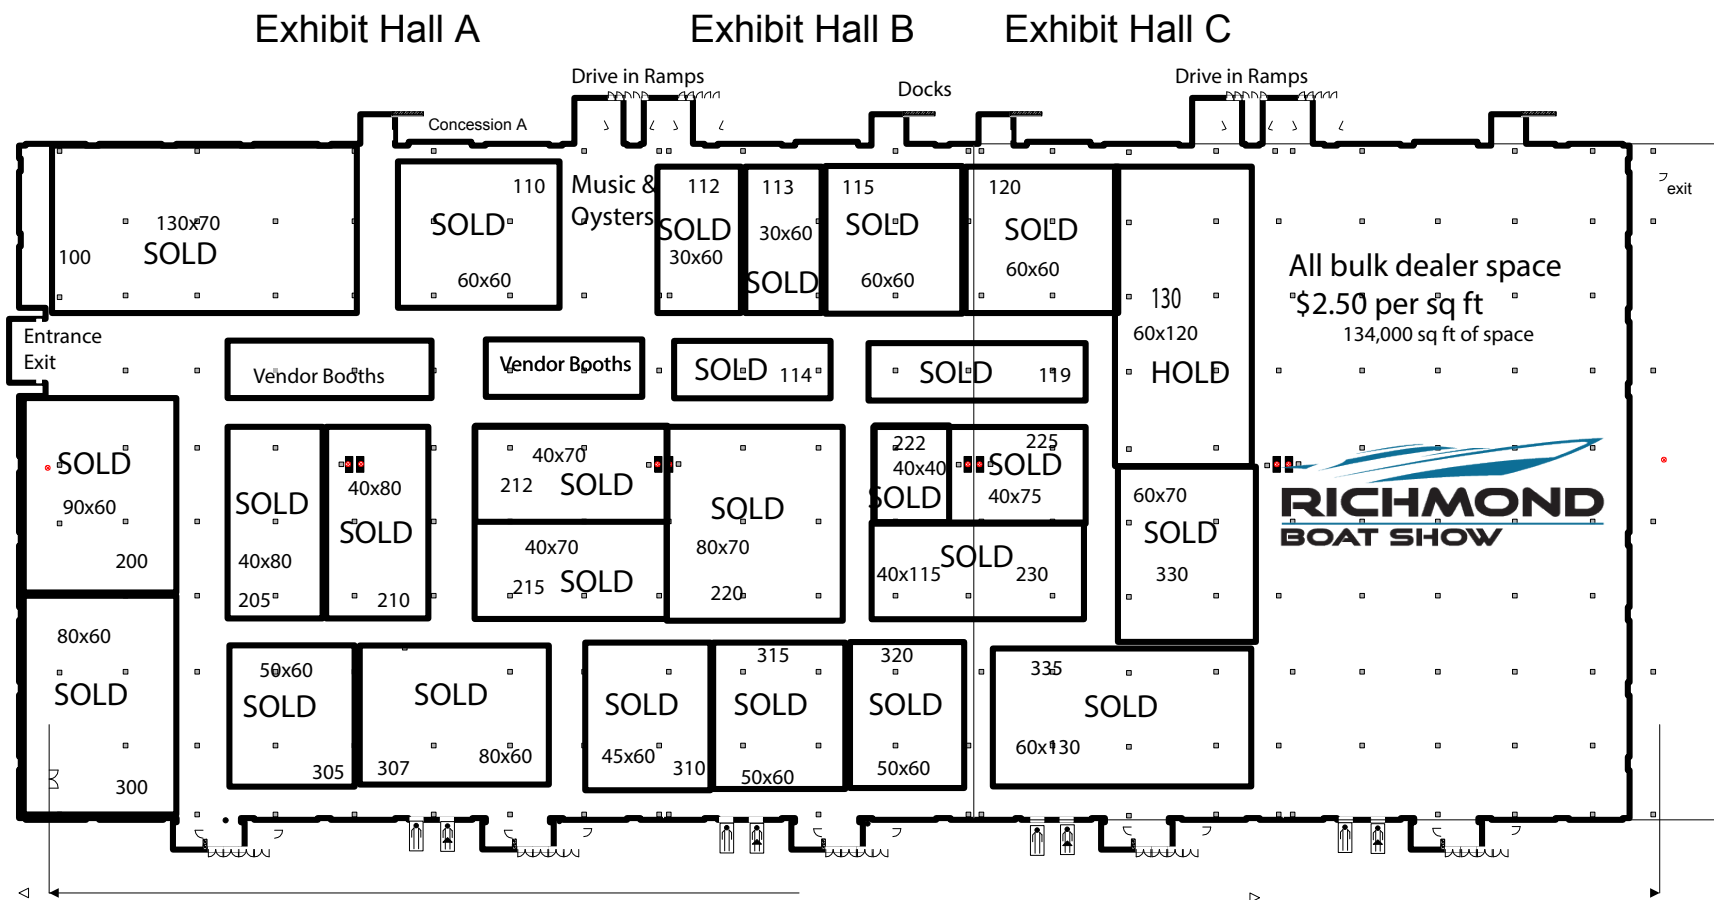 Exhibit Hall A
Exhibit Hall B
Exhibit Hall C
Drive in Ramps
Docks
Drive in Ramps
Concession A
exit
130x70
SOLD
100
110
SOLD
60x60
Music &
Oysters
112
SOLD
30x60
113
30x60
SOLD
115
SOLD
60x60
120
SOLD
60x60
130
60x120
HOLD
All bulk dealer space
$2.50 per sq ft
134,000 sq ft of space
Entrance
Exit
Vendor Booths
Vendor Booths
SOLD 114
SOLD 119
SOLD
90x60
200
SOLD
40x80
205
40x80
SOLD
210
40x70
212 SOLD
40x70
215 SOLD
SOLD
80x70
220
222
40x40
SOLD
225
SOLD
40x75
SOLD
40x115 230
60x70
SOLD
330
RICHMOND
BOAT SHOW
80x60
SOLD
300
50x60
SOLD
305
SOLD
307 80x60
SOLD
45x60 310
315
SOLD
50x60
320
SOLD
50x60
335
SOLD
60x130